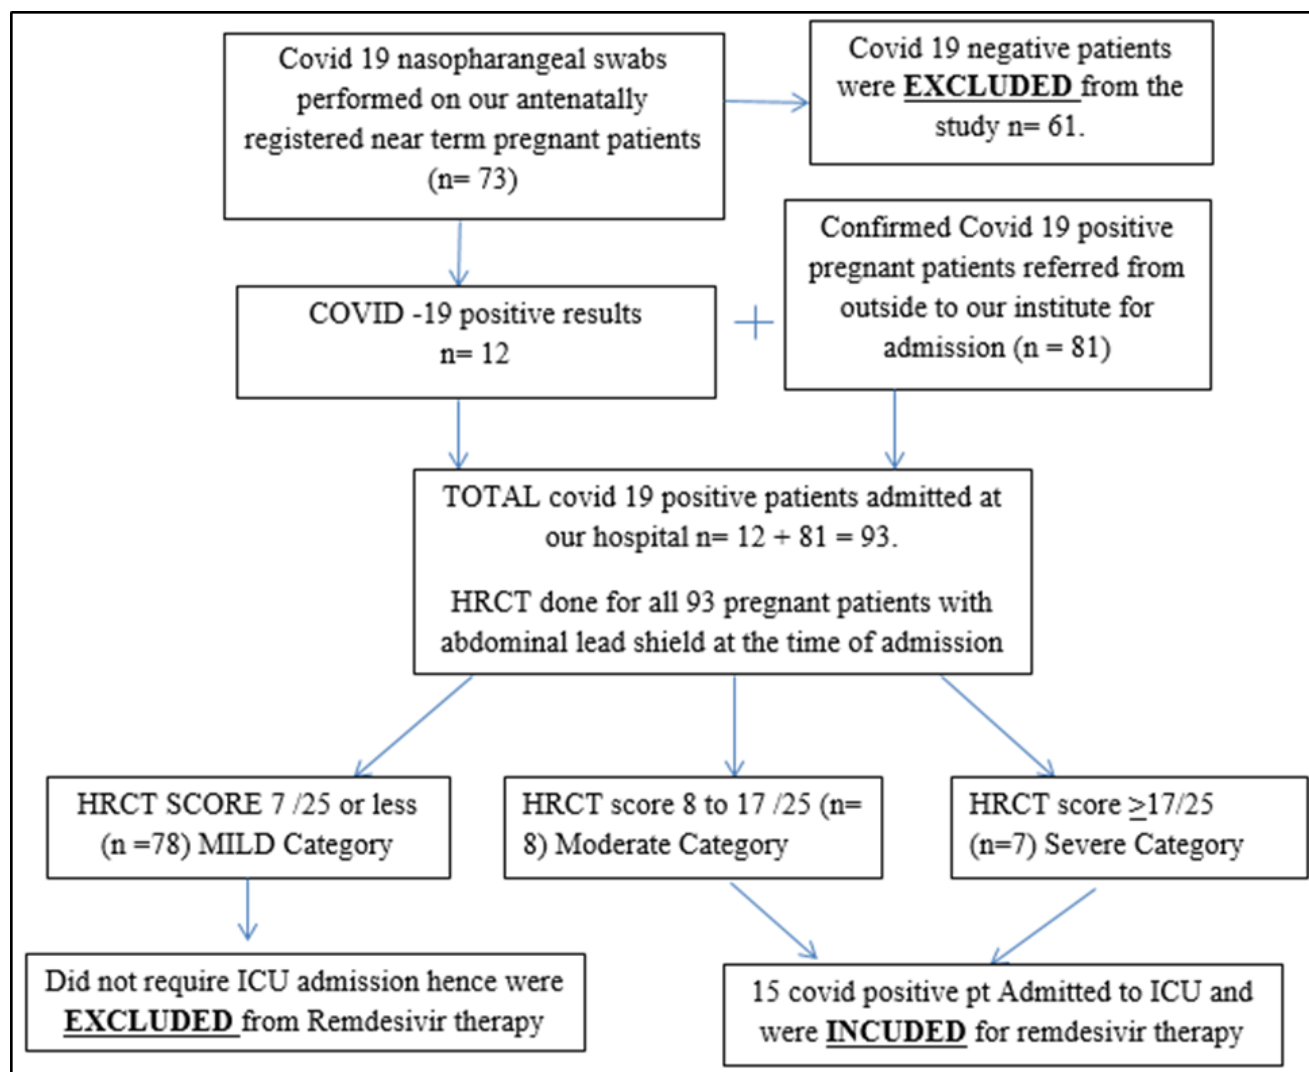 Covid 19 nasopharangeal swabs
performed on our antenatally
registered near term pregnant patients
(n= 73)
Covid 19 negative patients
were EXCLUDED from the
study n= 61.
COVID -19 positive results
n= 12
+
Confirmed Covid 19 positive
pregnant patients referred from
outside to our institute for
admission (n = 81)
TOTAL covid 19 positive patients admitted at
our hospital n= 12 + 81 = 93.
HRCT done for all 93 pregnant patients with
abdominal lead shield at the time of admission
HRCT SCORE 7 /25 or less
(n =78) MILD Category
HRCT score 8 to 17 /25 (n=
8) Moderate Category
HRCT score ≥17/25
(n=7) Severe Category
Did not require ICU admission hence were
EXCLUDED from Remdesivir therapy
15 covid positive pt Admitted to ICU and
were INCUDED for remdesivir therapy